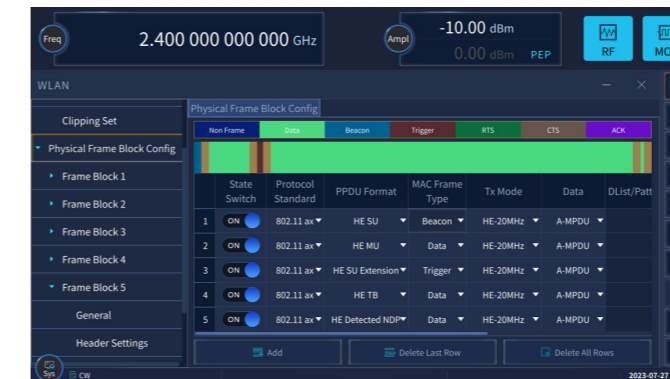 Freq 2.400 000 000 000 GHz Ampl -10.00 dBm
0.00 dBm PEP RF MO
WLAN
Clipping Set
Physical Frame Block Config
Frame Block 1
Frame Block 2
Frame Block 3
Frame Block 4
Frame Block 5
General
Header Settings
Physical Frame Block Config
Non Frame Data Beacon Trigger RTS CTS ACK
State Switch Protocol Standard PPDU Format MAC Frame Type Tx Mode Data DList/Patt
1 ON 802.11 ax HE SU Beacon HE-20MHz A-MPDU
2 ON 802.11 ax HE MU Data HE-20MHz A-MPDU
3 ON 802.11 ax HE SU Extension Trigger HE-20MHz A-MPDU
4 ON 802.11 ax HE TB Data HE-20MHz A-MPDU
5 ON 802.11 ax HE Detected NDP Data HE-20MHz A-MPDU
Add Delete Last Row Delete All Rows
Sys CW 2023-07-27